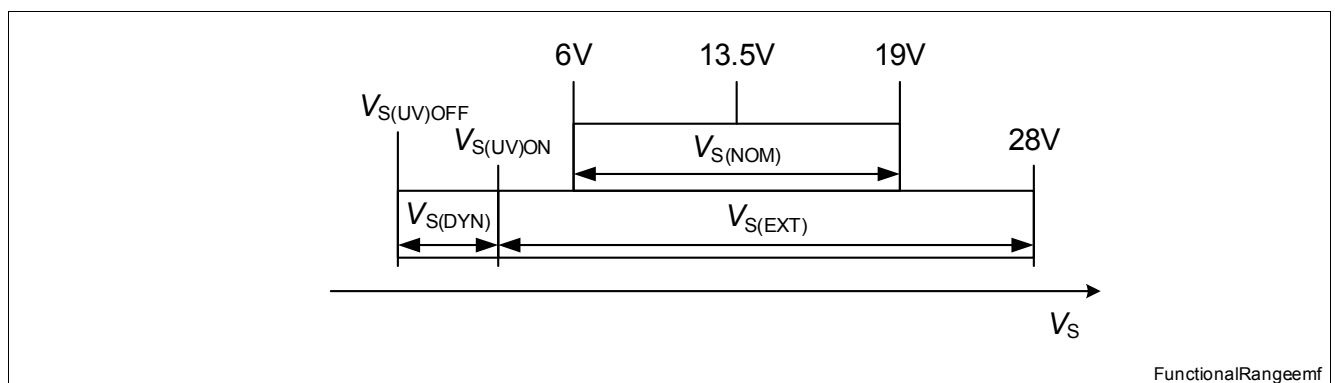 6V 13.5V 19V
VS(UV)OFF
VS(UV)ON VS(NOM) 28V
VS(DYN) VS(EXT)
VS
FunctionalRangeemf